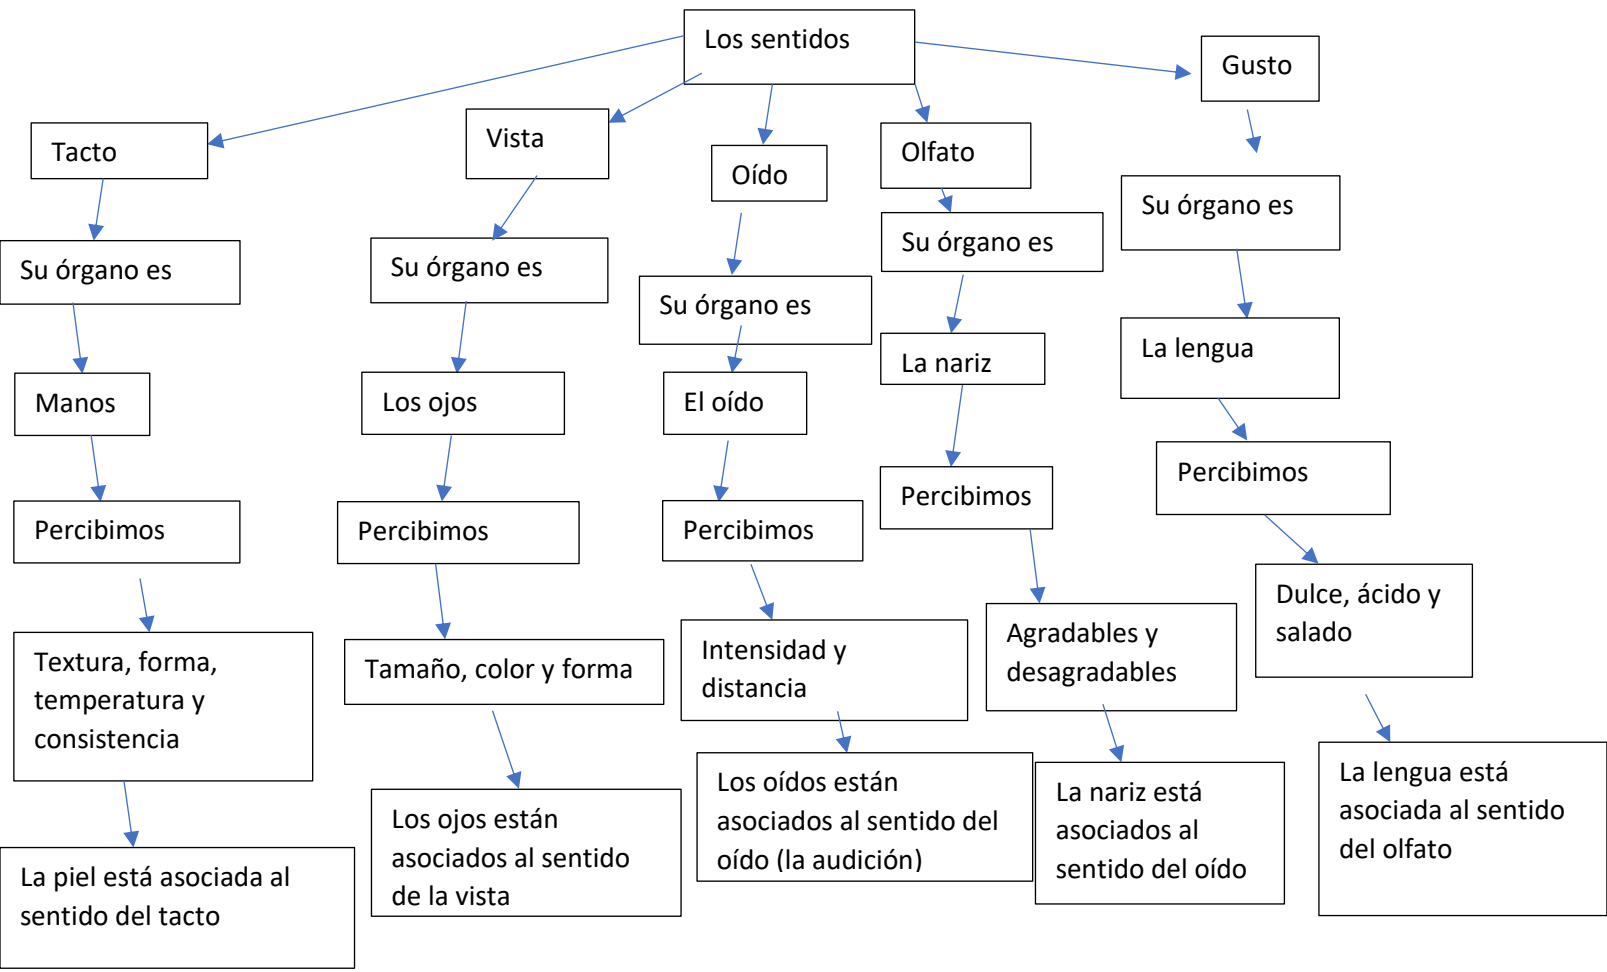 Los sentidos
Tacto
Su órgano es
Manos
Percibimos
Textura, forma,
temperatura y
consistencia
La piel está asociada al
sentido del tacto
Vista
Su órgano es
Los ojos
Percibimos
Tamaño, color y forma
Los ojos están
asociados al sentido
de la vista
Oído
Su órgano es
El oído
Percibimos
Intensidad y
distancia
Los oídos están
asociados al sentido del
oído (la audición)
Olfato
Su órgano es
La nariz
Percibimos
Agradables y
desagradables
La nariz está
asociados al
sentido del oído
Gusto
Su órgano es
La lengua
Percibimos
Dulce, ácido y
salado
La lengua está
asociada al sentido
del olfato